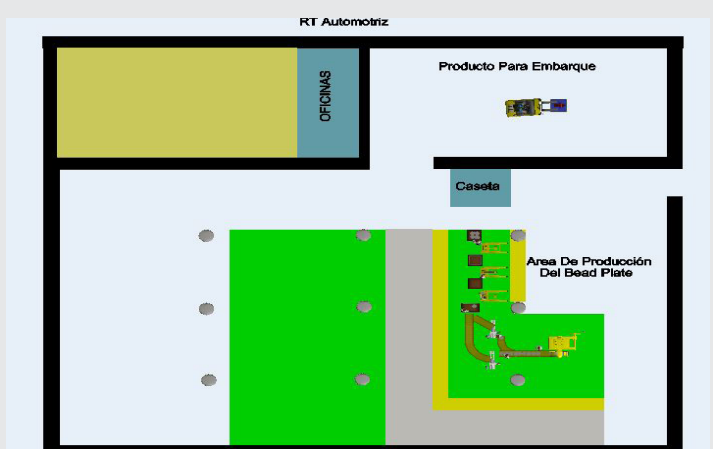 RT Automotriz
Producto Para Embarque
OFICINAS
Caseta
Area De Producción
Del Bead Plate